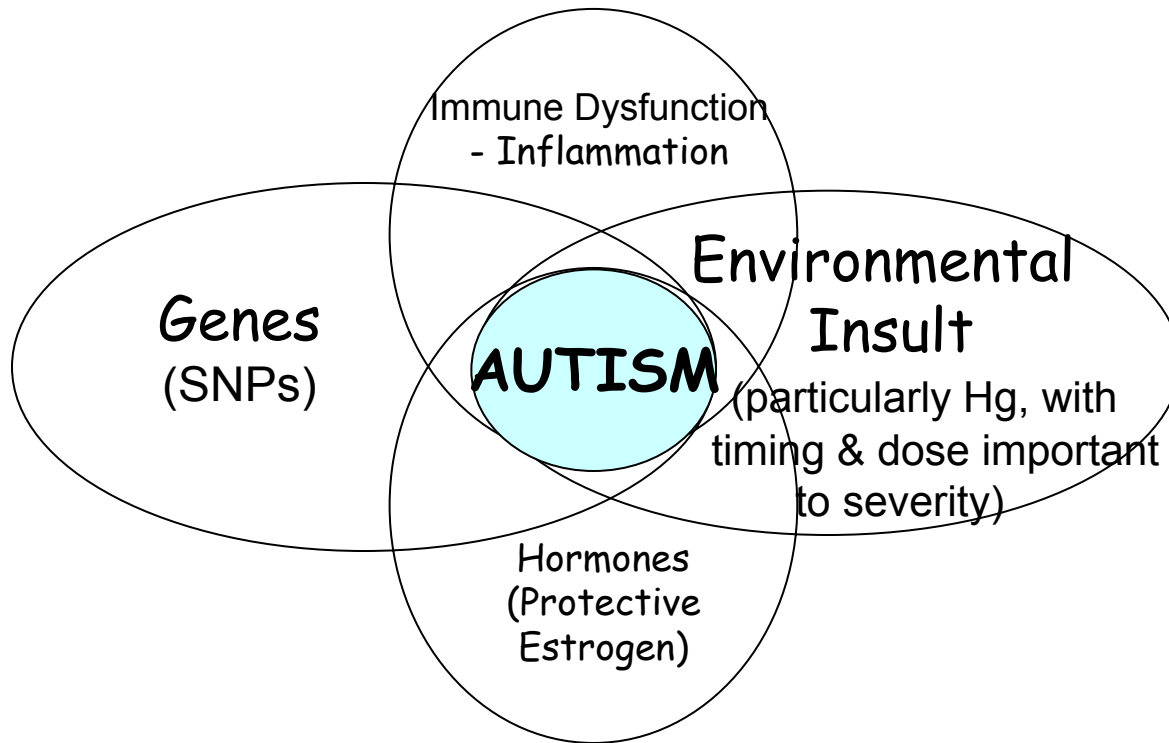 Immune Dysfunction
- Inflammation
Genes
(SNPs)
AUTISM
Environmental
Insult
(particularly Hg, with
timing & dose important
to severity)
Hormones
(Protective
Estrogen)